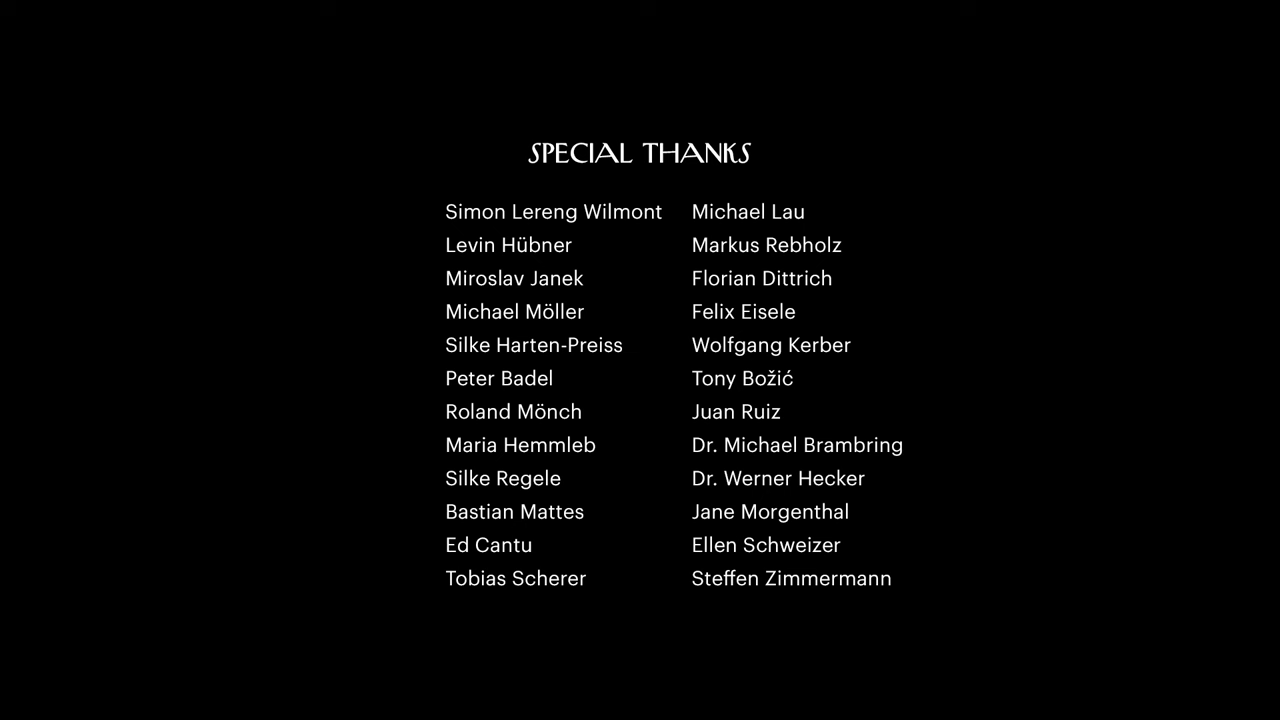 SPECIAL THANKS
Simon Lereng Wilmont
Levin Hübner
Miroslav Janek
Michael Möller
Silke Harten-Preiss
Peter Badel
Roland Mönch
Maria Hemmleb
Silke Regele
Bastian Mattes
Ed Cantu
Tobias Scherer
Michael Lau
Markus Rebholz
Florian Dittrich
Felix Eisele
Wolfgang Kerber
Tony Božić
Juan Ruiz
Dr. Michael Brambring
Dr. Werner Hecker
Jane Morgenthal
Ellen Schweizer
Steffen Zimmermann